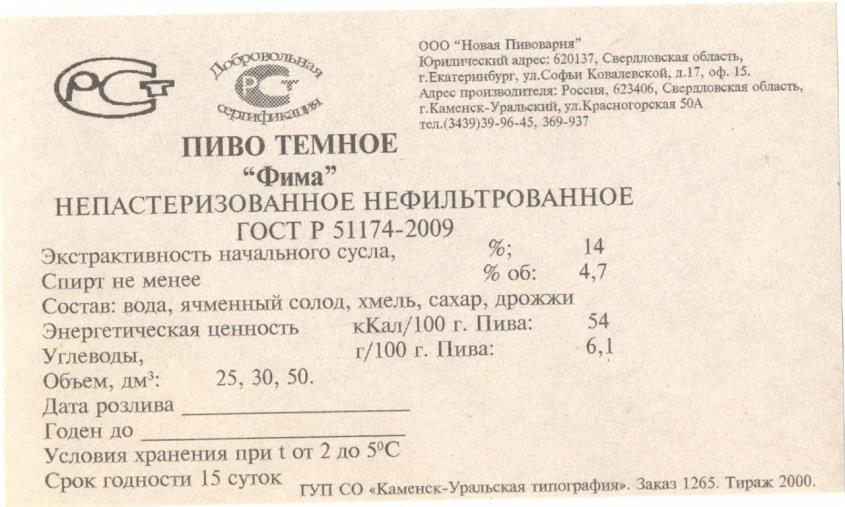 РСТ
Добровольная
РСТ
сертификация
ООО "Новая Пивоварня"
Юридический адрес: 620137, Свердловская область,
г.Екатеринбург, ул.Софьи Ковалевской, д.17, оф. 15.
Адрес производителя: Россия, 623406, Свердловская область,
г.Каменск-Уральский, ул.Красногорская 50А
тел.(3439)39-96-45, 369-937
ПИВО ТЕМНОЕ
"Фима"
НЕПАСТЕРИЗОВАННОЕ НЕФИЛЬТРОВАННОЕ
ГОСТ Р 51174-2009
Экстрактивность начального сусла, %; 14
Спирт не менее % об: 4,7
Состав: вода, ячменный солод, хмель, сахар, дрожжи
Энергетическая ценность кКал/100 г. Пива: 54
Углеводы, г/100 г. Пива: 6,1
Объем, дм³: 25, 30, 50.
Дата розлива
Годен до
Условия хранения при t от 2 до 5⁰С
Срок годности 15 суток
ГУП СО «Каменск-Уральская типография». Заказ 1265. Тираж 2000.